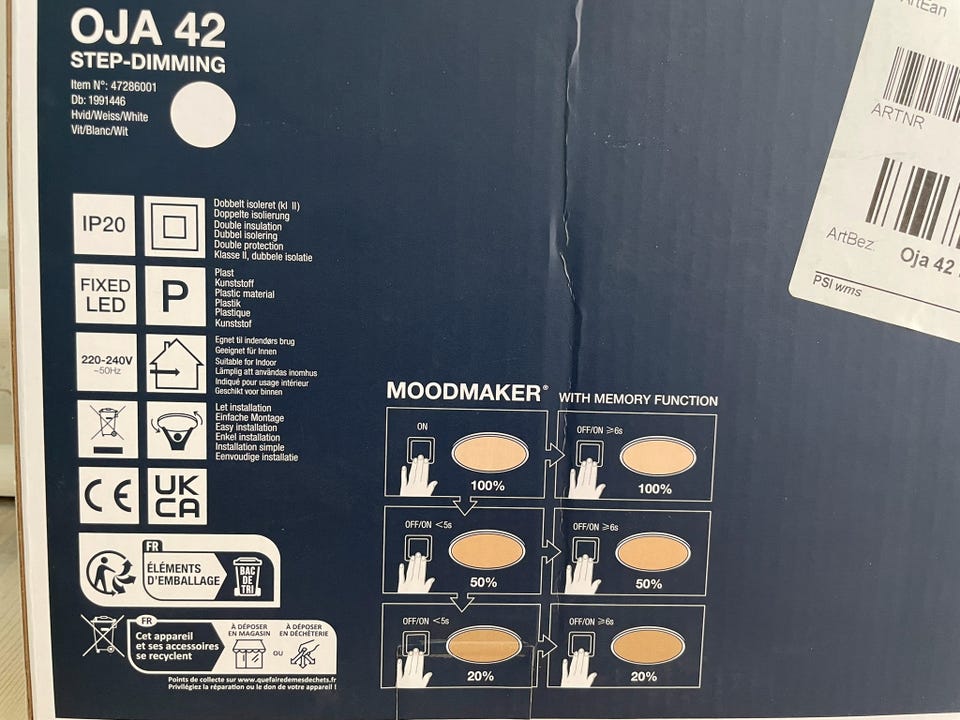 OJA 42
STEP-DIMMING
Item N°: 47286001
Db: 1991446
Hvid/Weiss/White
Vit/Blanc/Wit
IP20
Dobbelt isoleret (kl II)
Doppelte isolierung
Double insulation
Dubbel isolering
Double protection
Klasse II, dubbele isolatie
FIXED
LED
P
Plast
Kunststoff
Plastic material
Plastik
Plastique
Kunststof
220-240V
~50Hz
Egnet til indendørs brug
Geeignet für Innen
Suitable for Indoor
Lämplig att användas inomhus
Indiqué pour usage intérieur
Geschikt voor binnen
Let installation
Einfache Montage
Easy installation
Enkel installation
Installation simple
Eenvoudige installatie
CE
UK
CA
FR
ÉLÉMENTS
D'EMBALLAGE
BAC
DE
TRI
FR
Cet appareil
et ses accessoires
se recyclent
À DÉPOSER
EN MAGASIN
OU
À DÉPOSER
EN DÉCHÈTERIE
Points de collecte sur www.quefairedemesdechets.fr
Privilégiez la réparation ou le don de votre appareil !
MOODMAKER®
WITH MEMORY FUNCTION
ON
100%
OFF/ON ⩾6s
100%
OFF/ON <5s
50%
OFF/ON ⩾6s
50%
OFF/ON <5s
20%
OFF/ON ⩾6s
20%
ArtEan
ARTNR
ArtBez.
Oja 42
PSI wms